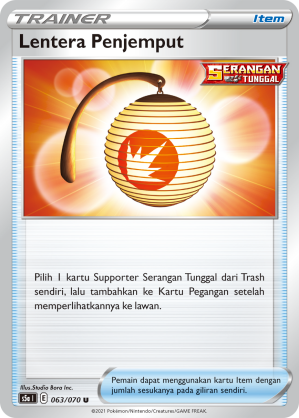 TRAINER Item
Lentera Penjemput
SERANGAN
TUNGGAL
Pilih 1 kartu Supporter Serangan Tunggal dari Trash
sendiri, lalu tambahkan ke Kartu Pegangan setelah
memperlihatkannya ke lawan.
Illus.Studio Bora Inc.
s5a I E 063/070 U
Pemain dapat menggunakan kartu Item dengan
jumlah sesukanya pada giliran sendiri.
©2021 Pokémon/Nintendo/Creatures/GAME FREAK.